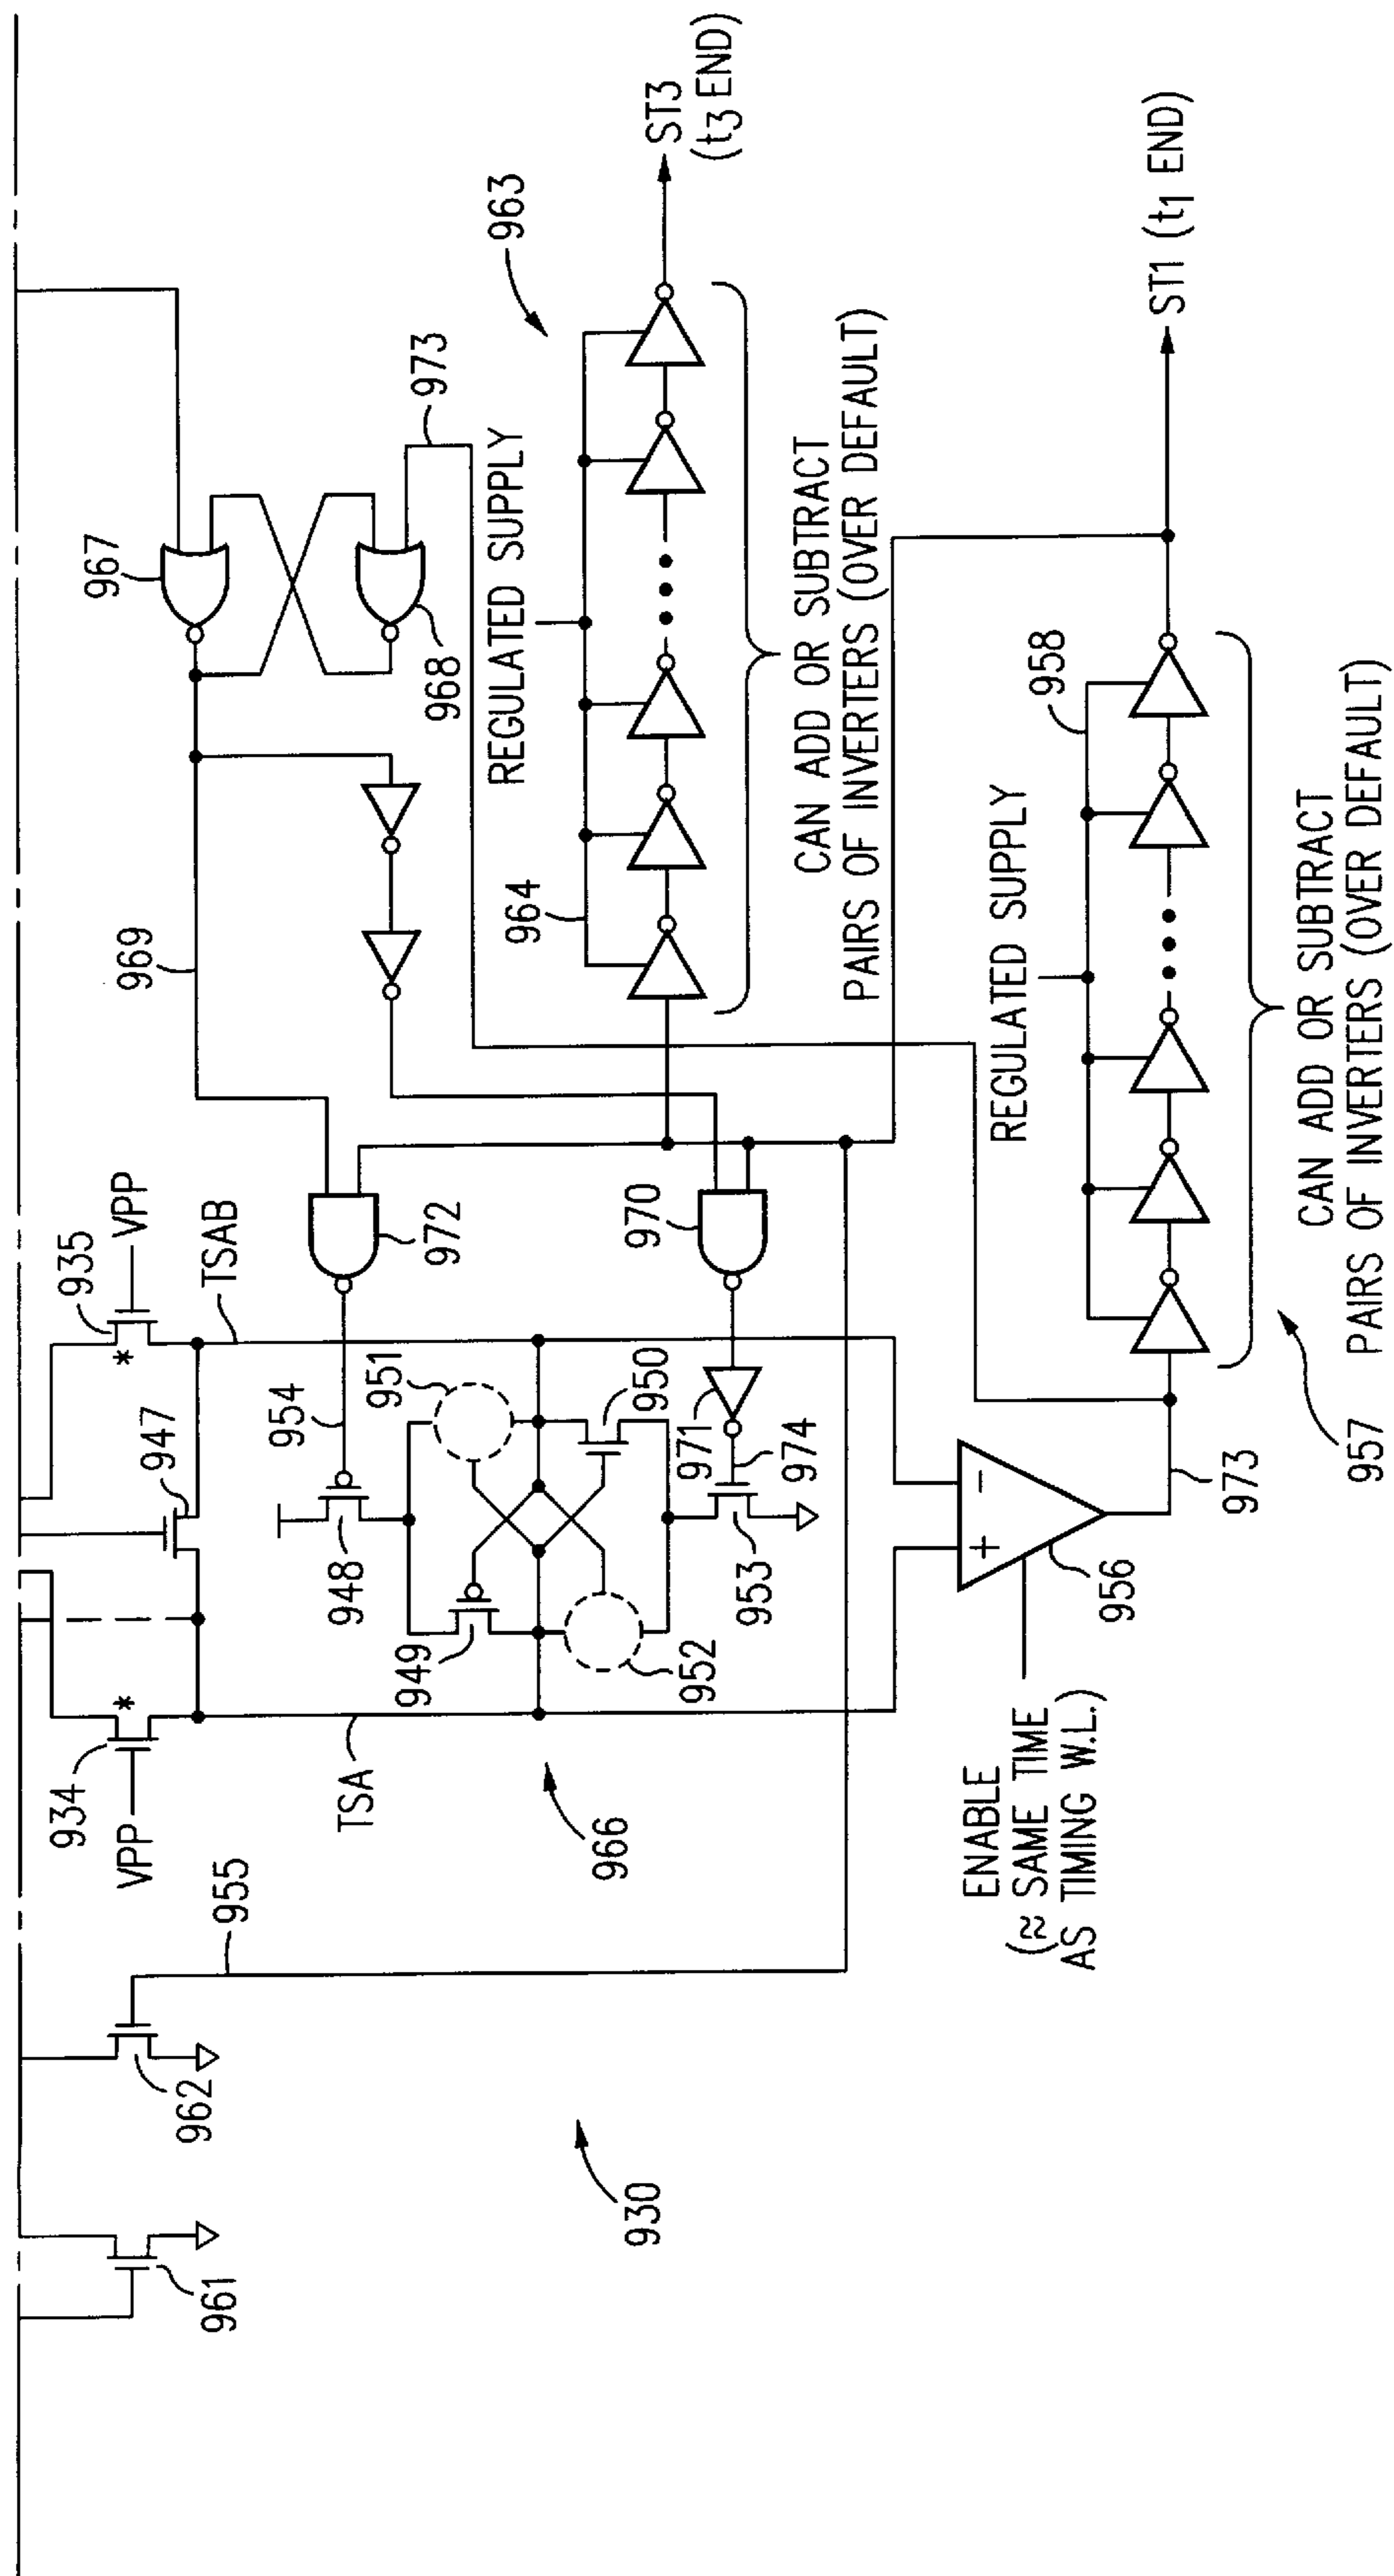 967
968
973
969
963
ST3
(t3 END)
REGULATED SUPPLY
964
CAN ADD OR SUBTRACT
PAIRS OF INVERTERS (OVER DEFAULT)
935
VPP
TSAB
947
*
934
*
VPP
TSA
972
970
954
951
950
948
949
952
953
971
974
966
955
962
961
930
+
-
956
ENABLE
(≈ SAME TIME
AS TIMING W.L.)
973
957
958
REGULATED SUPPLY
CAN ADD OR SUBTRACT
PAIRS OF INVERTERS (OVER DEFAULT)
ST1 (t1 END)